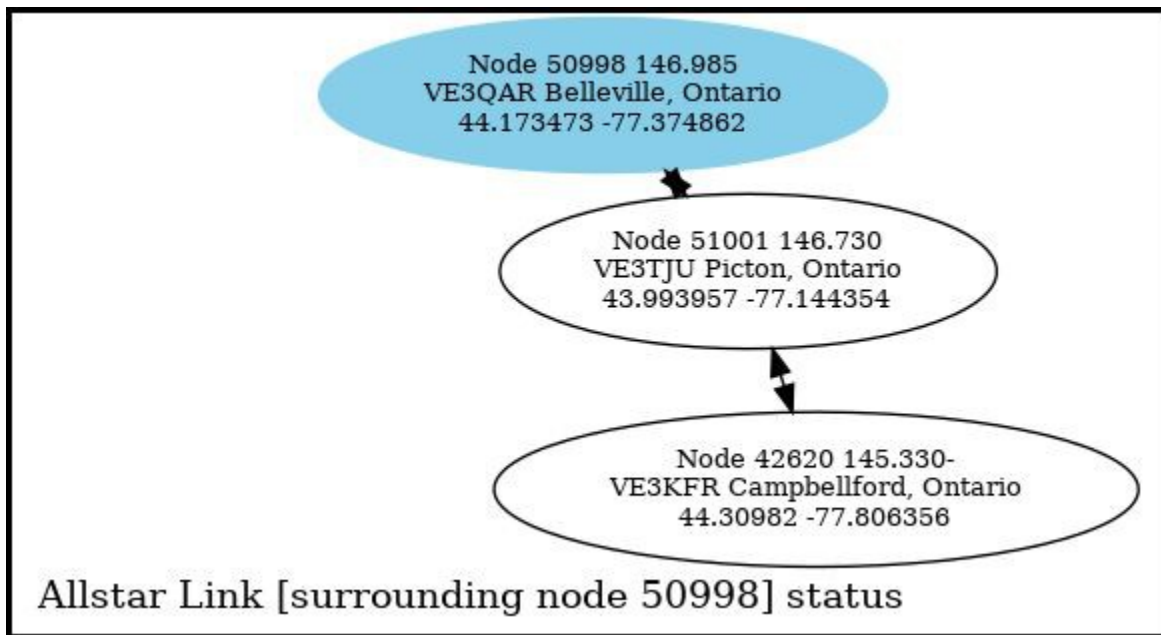 Node 50998 146.985
VE3QAR Belleville, Ontario
44.173473 -77.374862
Node 51001 146.730
VE3TJU Picton, Ontario
43.993957 -77.144354
Node 42620 145.330-
VE3KFR Campbellford, Ontario
44.30982 -77.806356
Allstar Link [surrounding node 50998] status